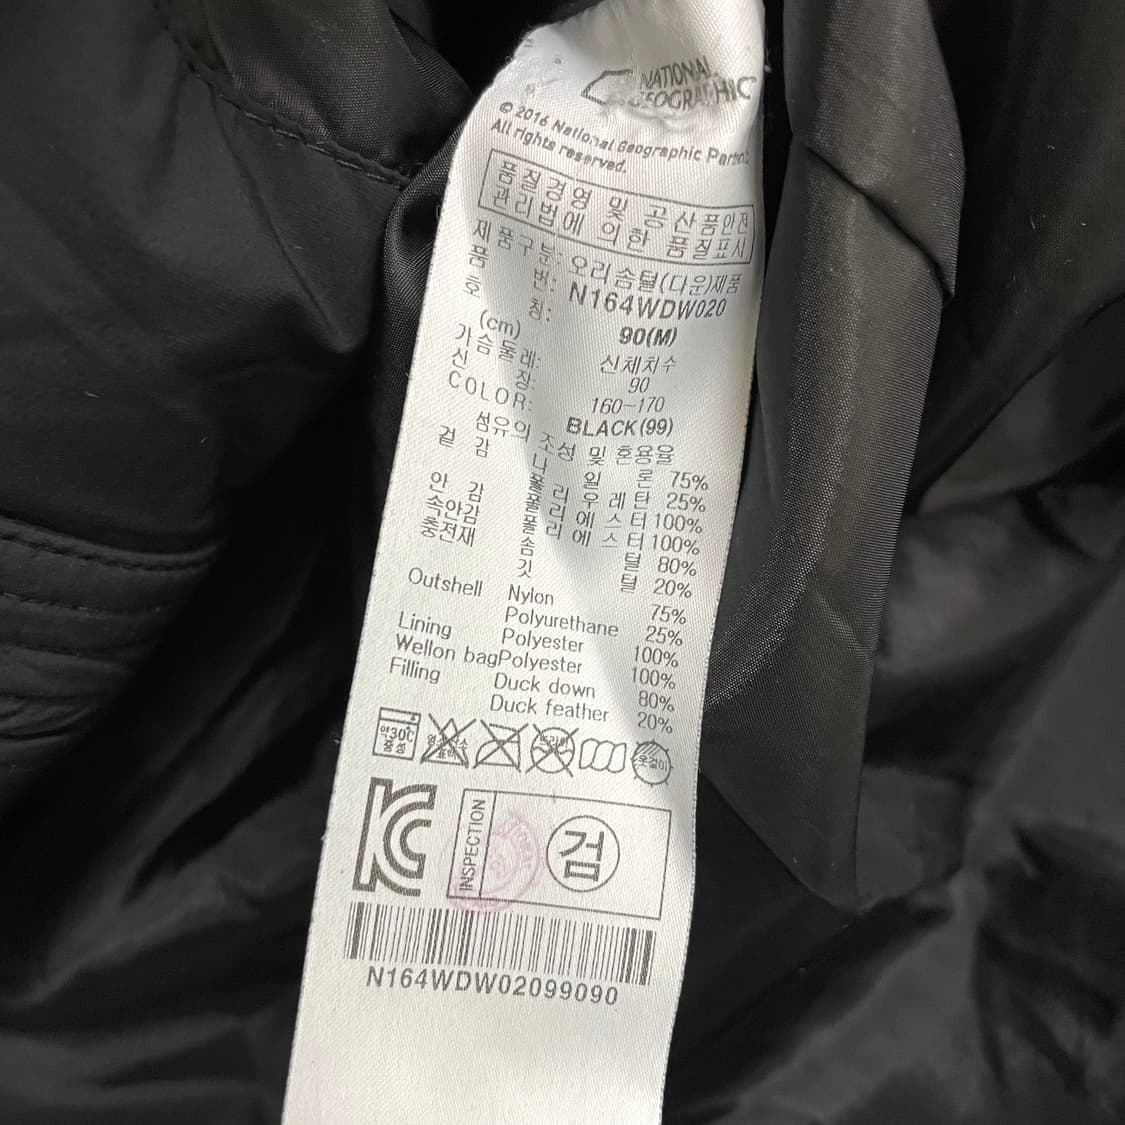 NATIONAL
GEOGRAPHIC
© 2016 National Geographic
All rights reserved.
품질경영 및 공산품안전
관리법에 의한 품질표시
제품구분: 오리솜털(다운)제품
품 번: N164WDW020
호 칭: 90(M)
(cm) 신체치수
가슴둘레: 90
신 장: 160~170
COLOR: BLACK(99)
섬유의 조성 및 혼용율
겉 감 나 일 론 75%
폴 리 우 레 탄 25%
안 감 폴 리 에 스 터 100%
속안감 폴 리 에 스 터 100%
충전재 솜 털 80%
깃 털 20%
Outshell Nylon 75%
Polyurethane 25%
Lining Polyester 100%
Wellon bag Polyester 100%
Filling Duck down 80%
Duck feather 20%
약30℃
중성
옷걸이
KC
INSPECTION
검
N164WDW02099090